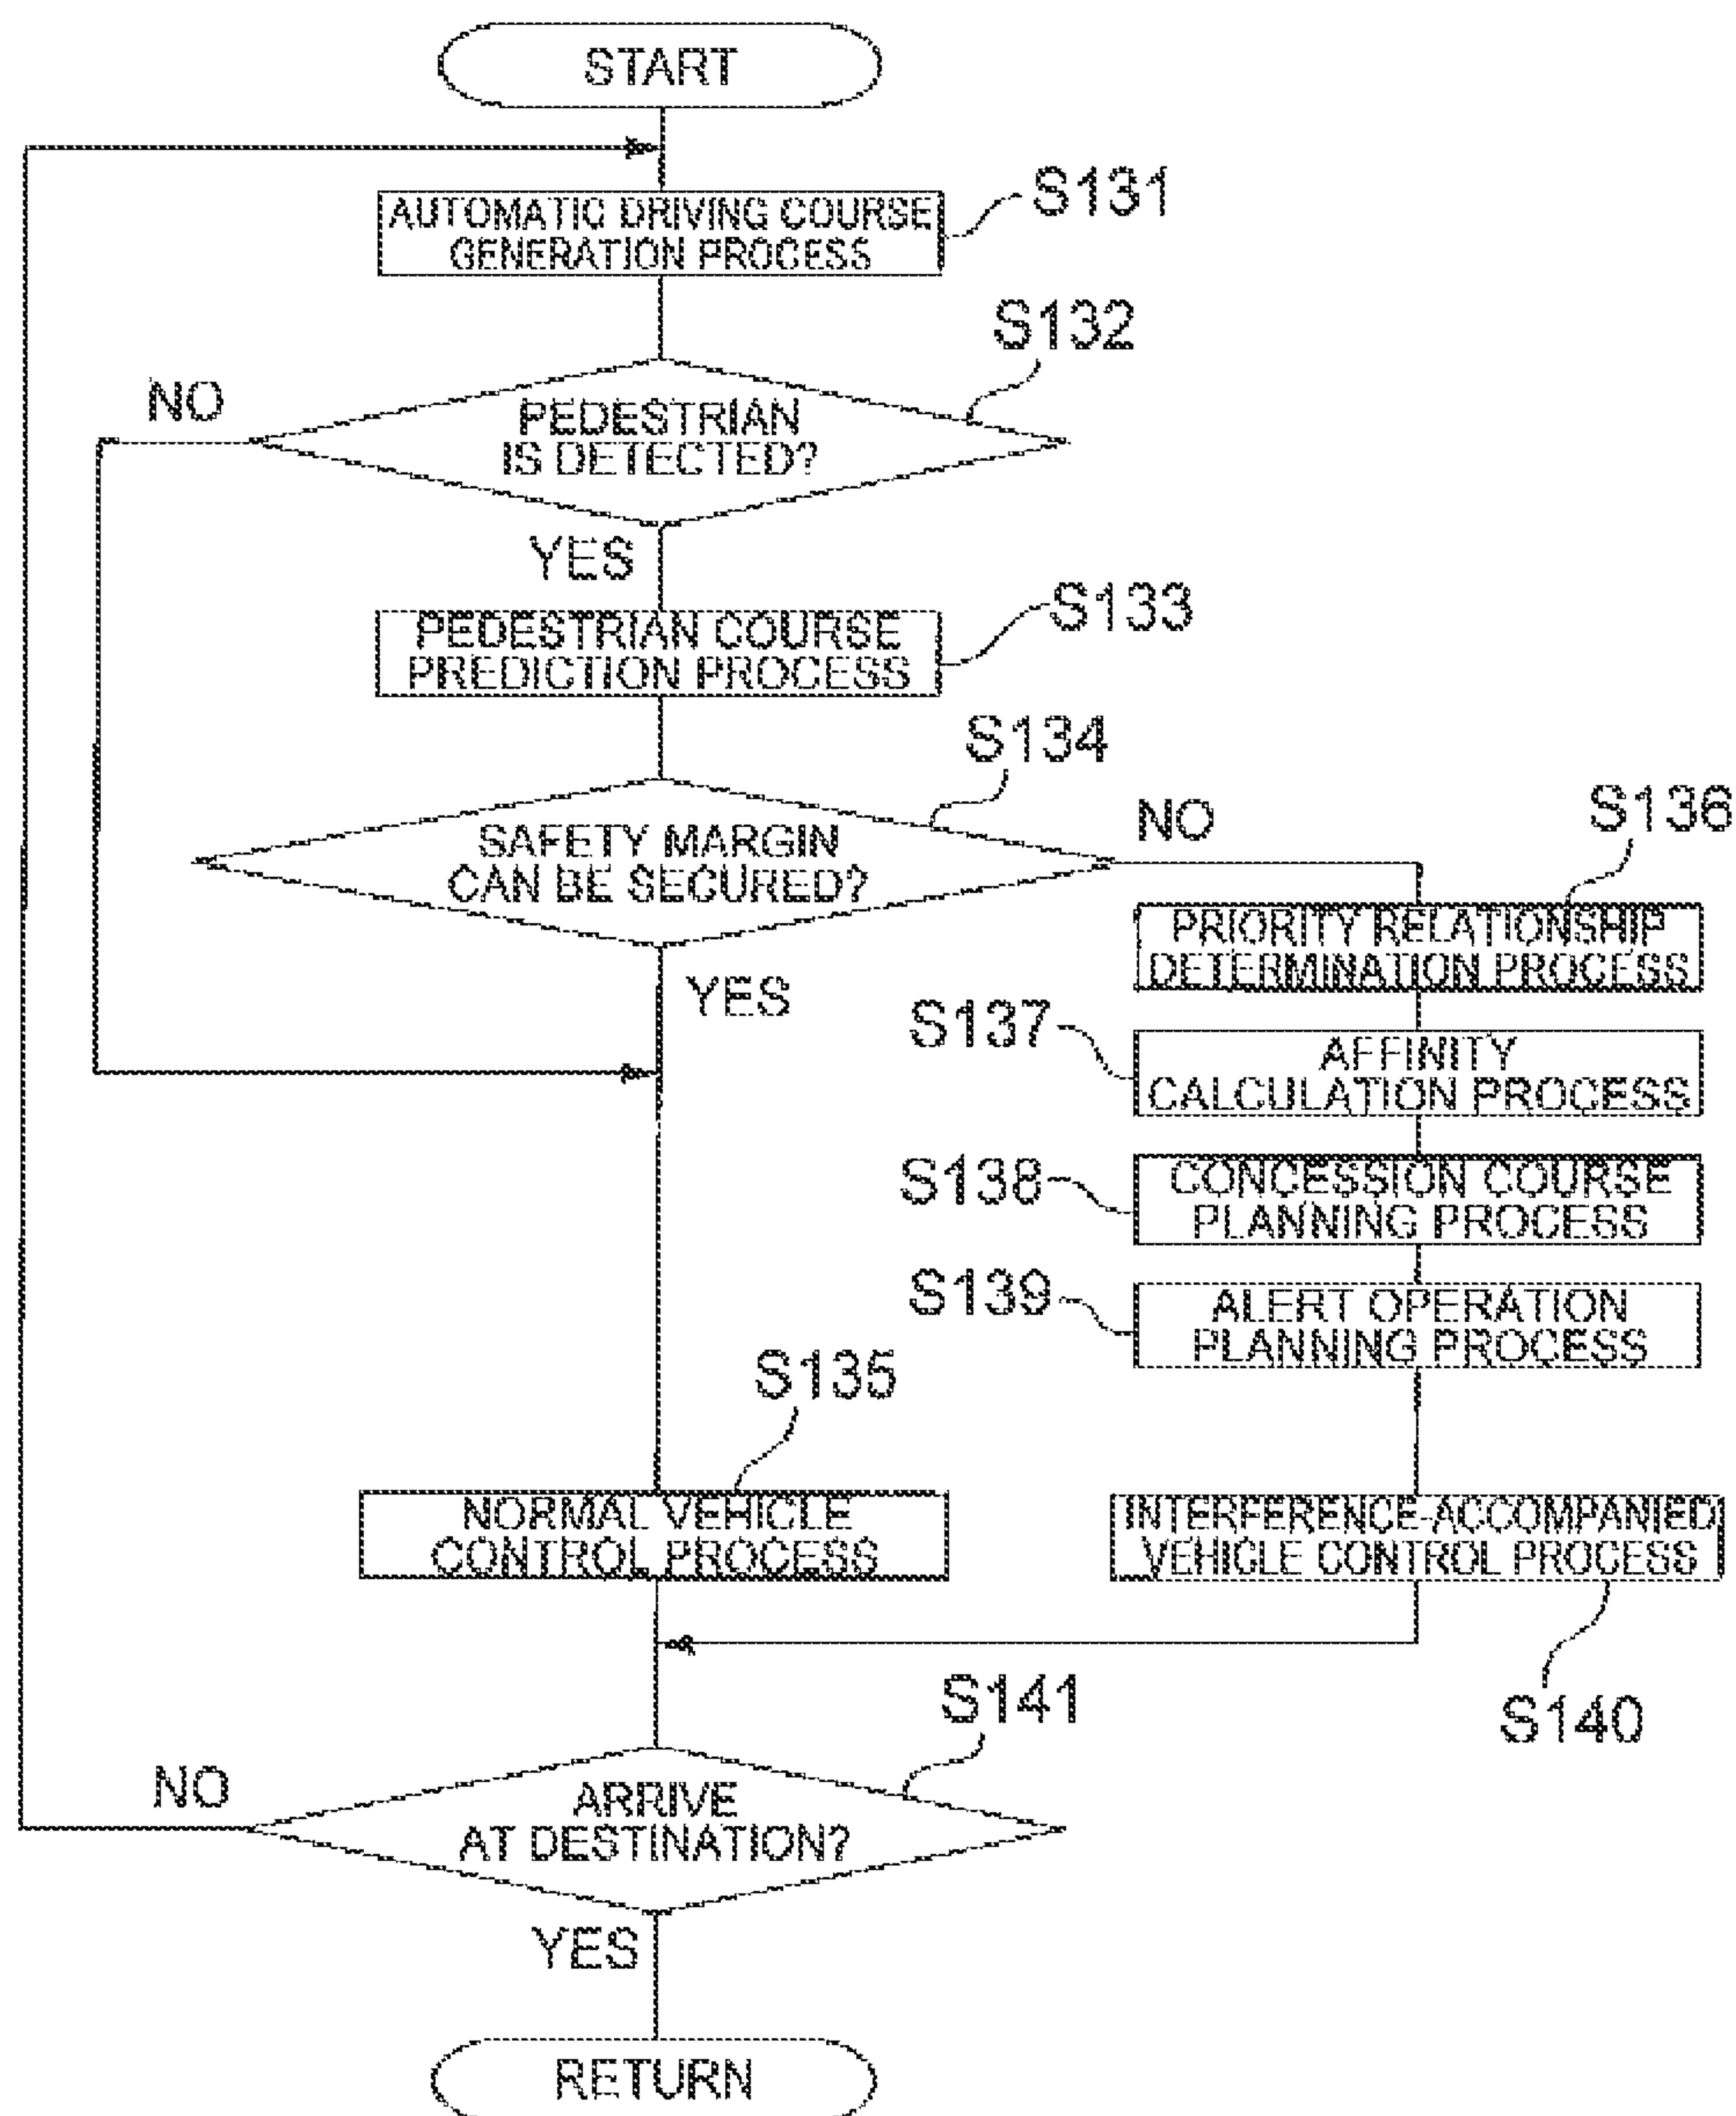 START
AUTOMATIC DRIVING COURSE
GENERATION PROCESS
S131
S132
NO
PEDESTRIAN
IS DETECTED?
YES
PEDESTRIAN COURSE
PREDICTION PROCESS
S133
S134
SAFETY MARGIN
CAN BE SECURED?
NO
YES
S136
PRIORITY RELATIONSHIP
DETERMINATION PROCESS
S137
AFFINITY
CALCULATION PROCESS
S138
CONCESSION COURSE
PLANNING PROCESS
S139
ALERT OPERATION
PLANNING PROCESS
S135
NORMAL VEHICLE
CONTROL PROCESS
INTERFERENCE-ACCOMPANIED
VEHICLE CONTROL PROCESS
S140
S141
NO
ARRIVE
AT DESTINATION?
YES
RETURN